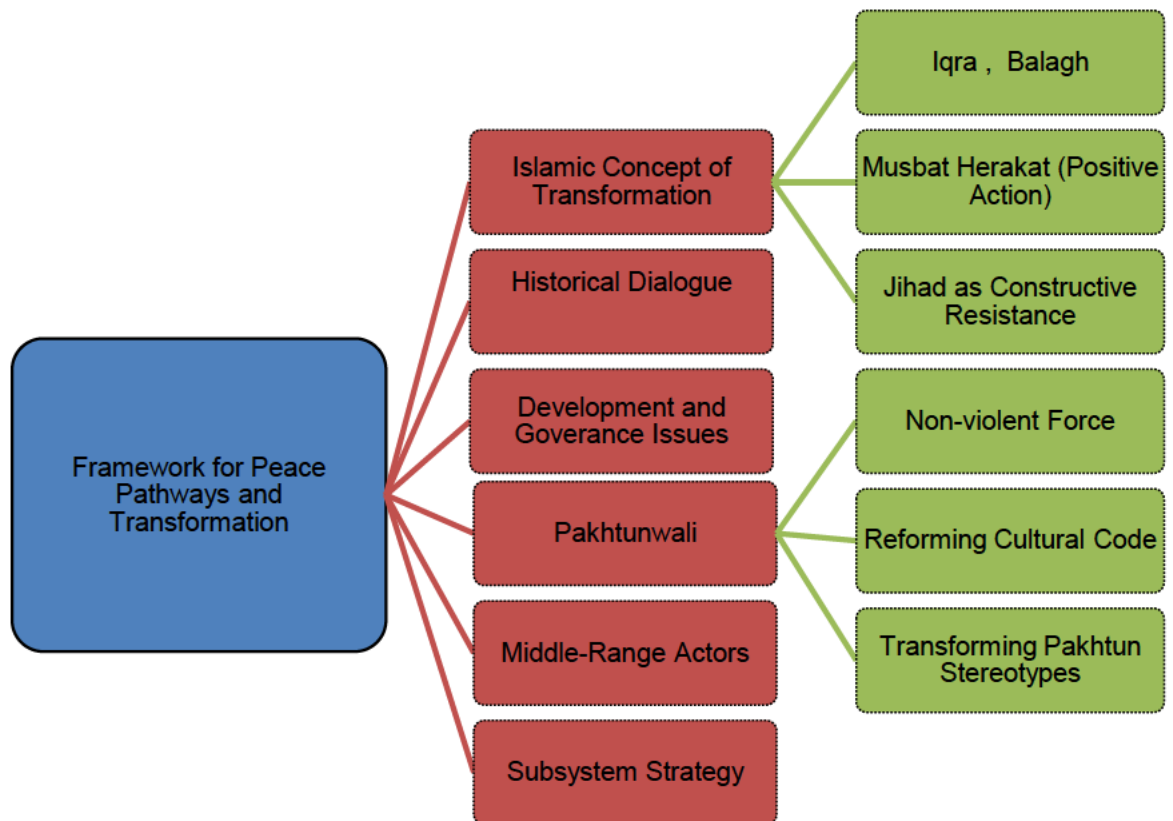 Framework for Peace
Pathways and
Transformation
Islamic Concept of
Transformation
Historical Dialogue
Development and
Goverance Issues
Pakhtunwali
Middle-Range Actors
Subsystem Strategy
Iqra ,  Balagh
Musbat Herakat (Positive
Action)
Jihad as Constructive
Resistance
Non-violent Force
Reforming Cultural Code
Transforming Pakhtun
Stereotypes